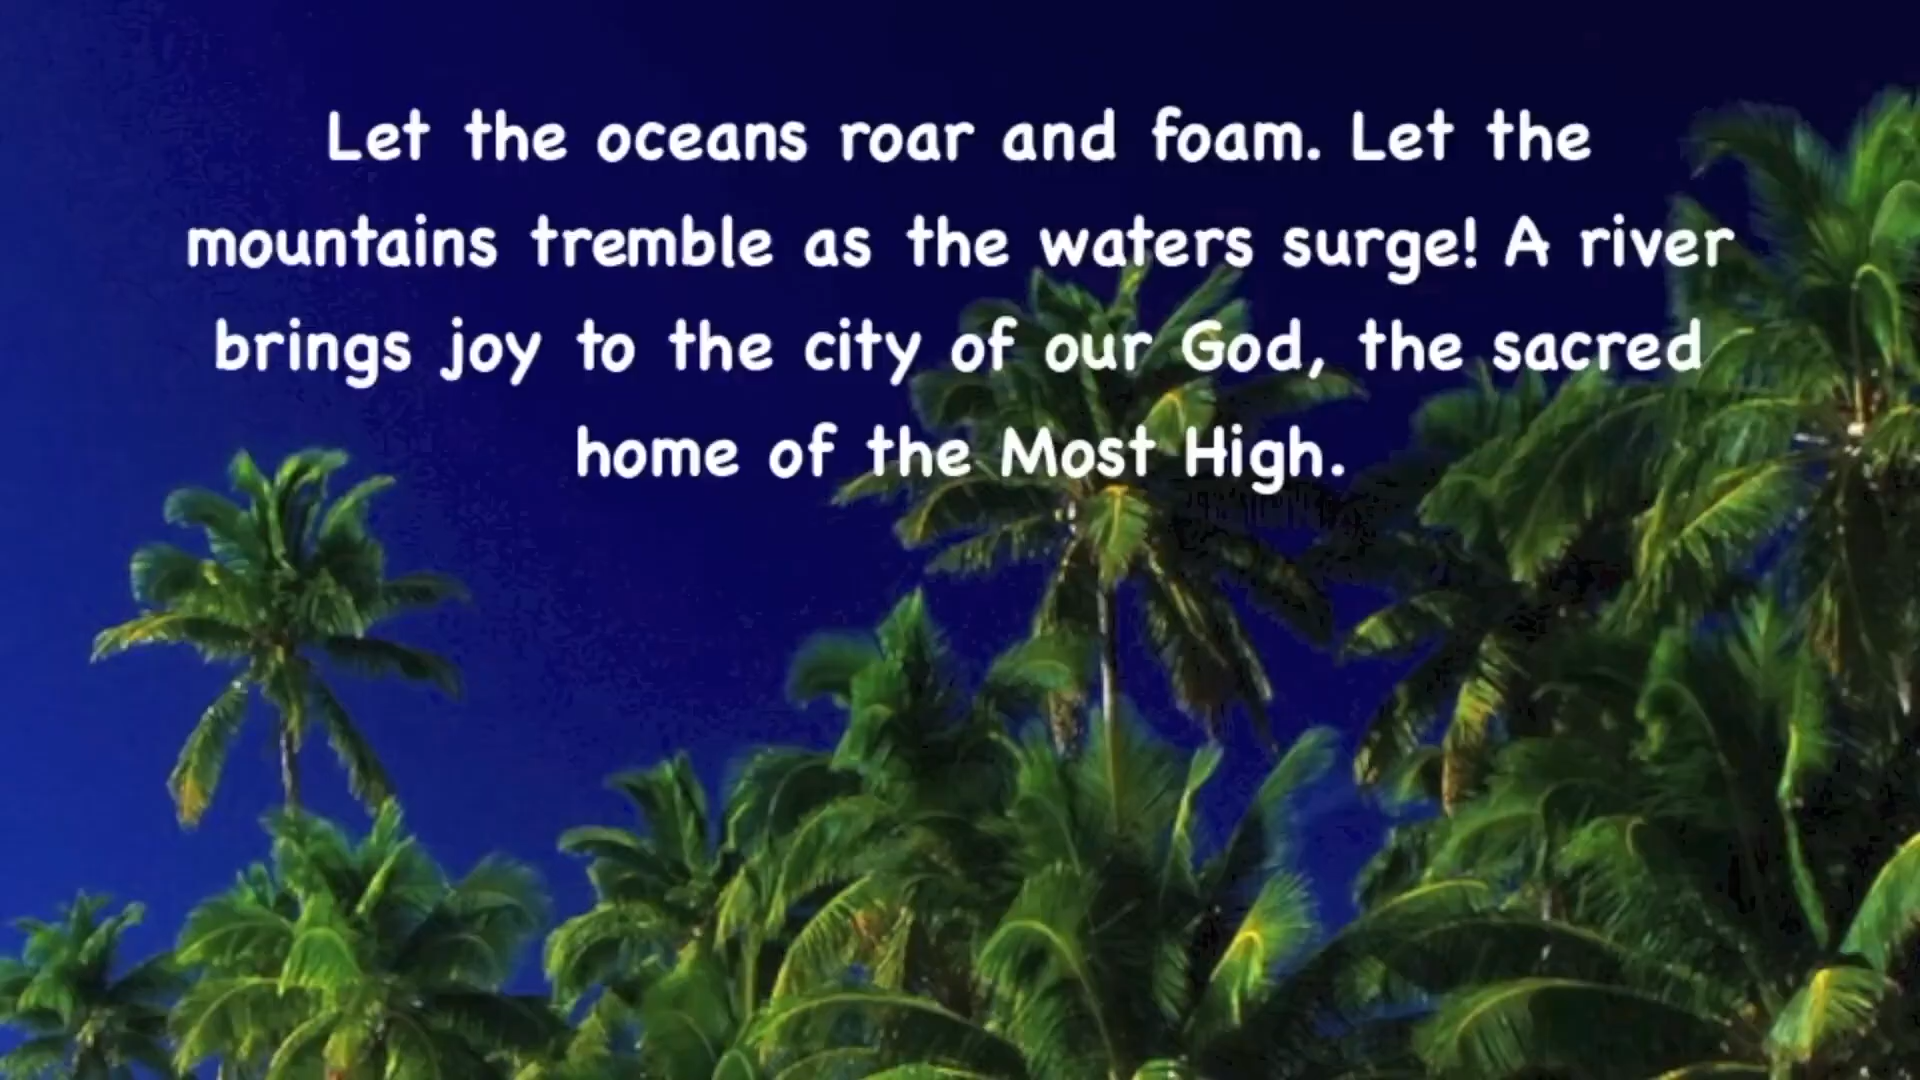 Let the oceans roar and foam. Let the
mountains tremble as the waters surge! A river
brings joy to the city of our God, the sacred
home of the Most High.